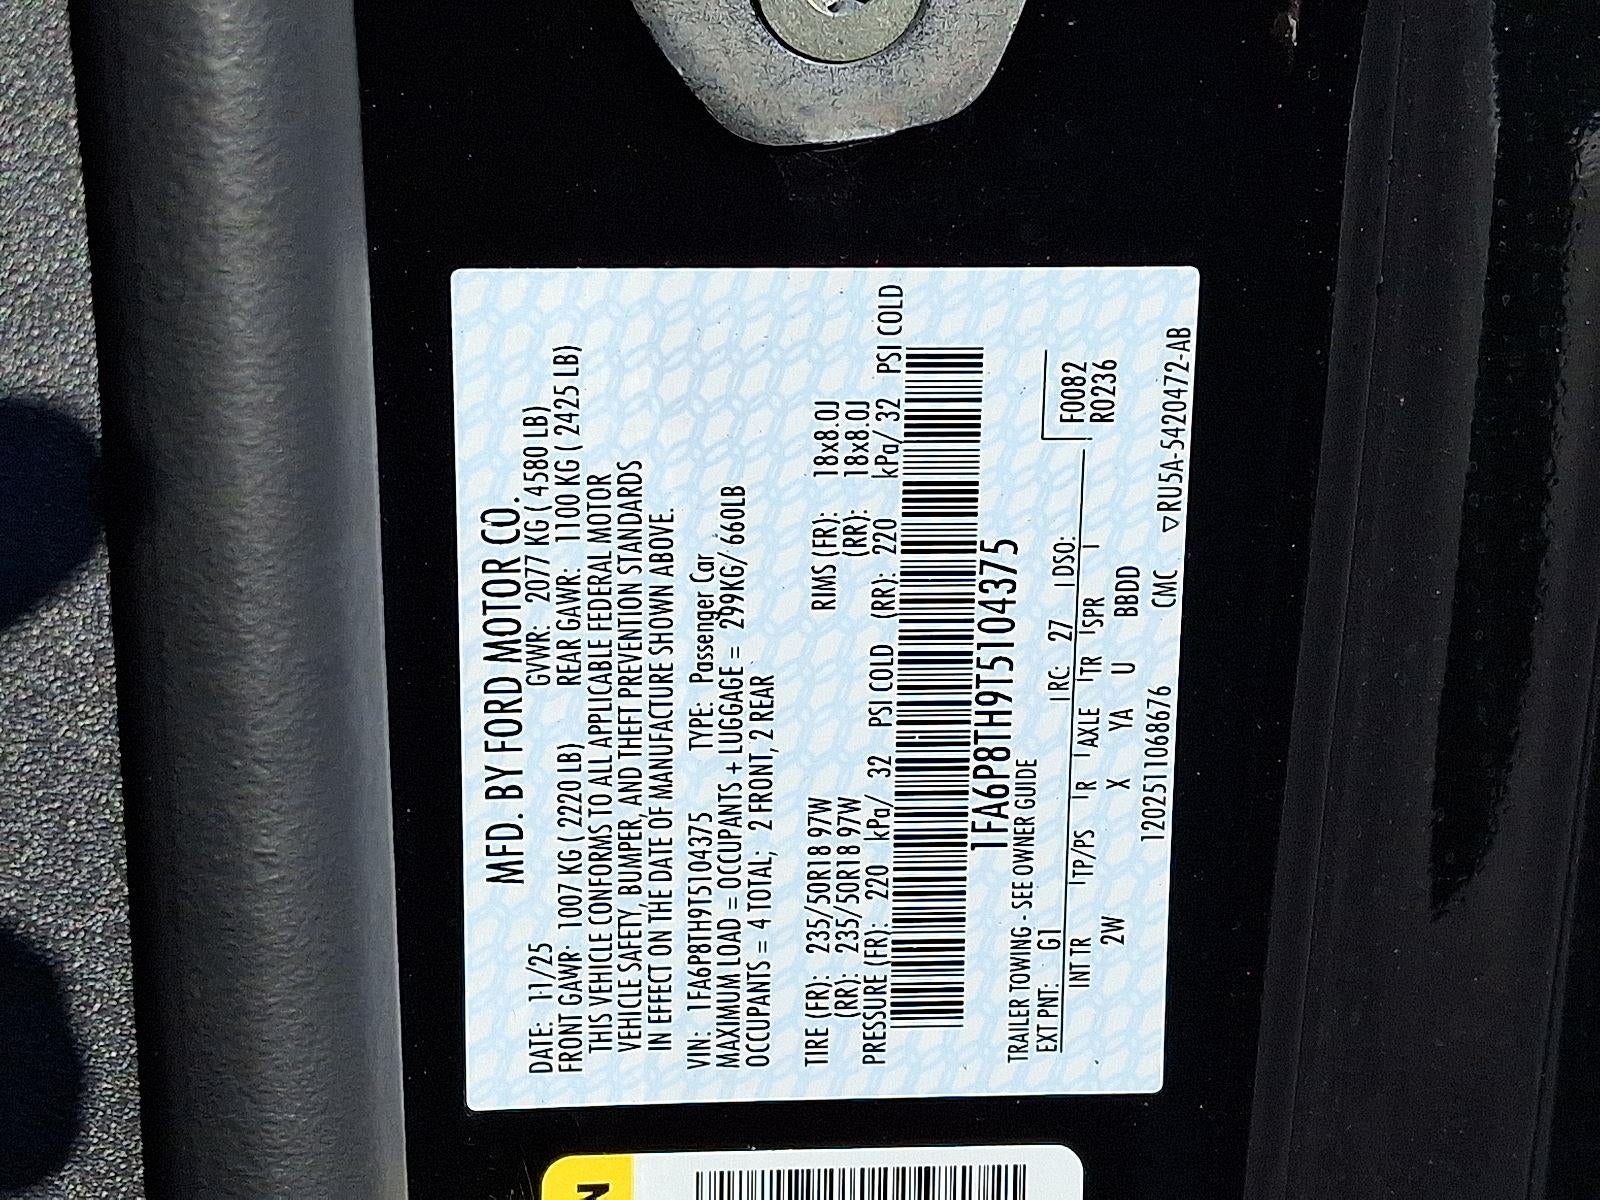 MFD. BY FORD MOTOR CO.
DATE: 11/25 GVWR: 2077 KG ( 4580 LB)
FRONT GAWR: 1007 KG ( 2220 LB) REAR GAWR: 1100 KG ( 2425 LB)
THIS VEHICLE CONFORMS TO ALL APPLICABLE FEDERAL MOTOR
VEHICLE SAFETY, BUMPER, AND THEFT PREVENTION STANDARDS
IN EFFECT ON THE DATE OF MANUFACTURE SHOWN ABOVE.
VIN: 1FA6P8TH9T5104375 TYPE: Passenger Car
MAXIMUM LOAD = OCCUPANTS + LUGGAGE = 299KG/ 660LB
OCCUPANTS = 4 TOTAL; 2 FRONT, 2 REAR
TIRE (FR): 235/50R18 97W RIMS (FR): 18x8.0J
(RR): 235/50R18 97W (RR): 18x8.0J
PRESSURE (FR): 220 kPa/ 32 PSI COLD (RR): 220 kPa/ 32 PSI COLD
1FA6P8TH9T5104375
TRAILER TOWING - SEE OWNER GUIDE
EXT PNT: G1 RC: 27 DSO: F0082
R0236
INT TR TP/PS R AXLE TR SPR
2W X YA U BBDD
12025110686​76 CMC ▽RU5A-5420472-AB
N